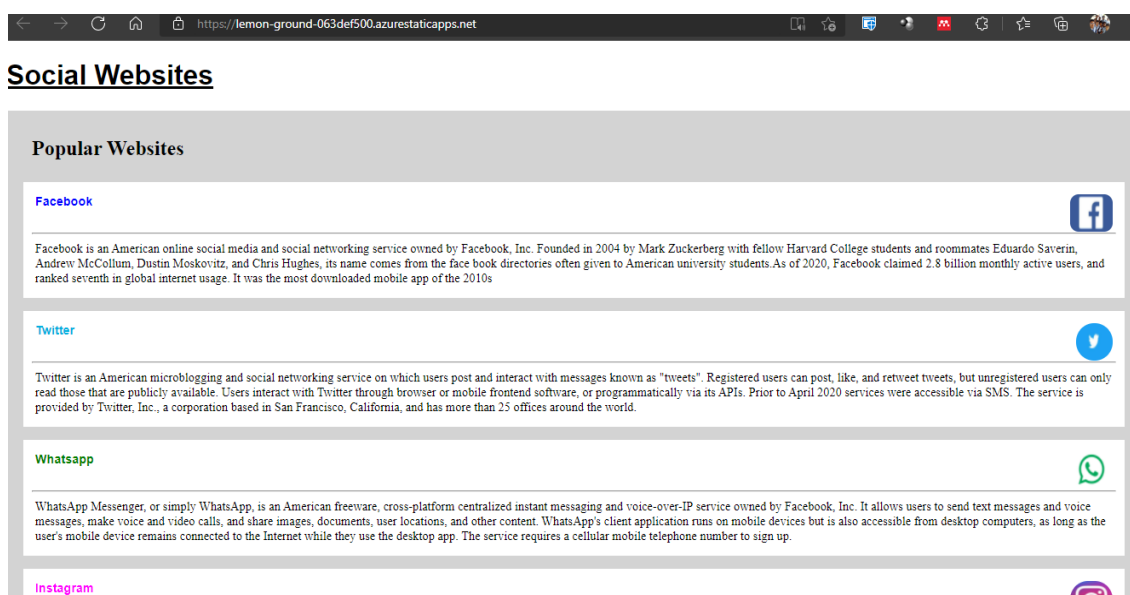 https://lemon-ground-063def500.azurestaticapps.net
Social Websites
Popular Websites
Facebook
Facebook is an American online social media and social networking service owned by Facebook, Inc. Founded in 2004 by Mark Zuckerberg with fellow Harvard College students and roommates Eduardo Saverin,
Andrew McCollum, Dustin Moskovitz, and Chris Hughes, its name comes from the face book directories often given to American university students.As of 2020, Facebook claimed 2.8 billion monthly active users, and
ranked seventh in global internet usage. It was the most downloaded mobile app of the 2010s
Twitter
Twitter is an American microblogging and social networking service on which users post and interact with messages known as "tweets". Registered users can post, like, and retweet tweets, but unregistered users can only
read those that are publicly available. Users interact with Twitter through browser or mobile frontend software, or programmatically via its APIs. Prior to April 2020 services were accessible via SMS. The service is
provided by Twitter, Inc., a corporation based in San Francisco, California, and has more than 25 offices around the world.
Whatsapp
WhatsApp Messenger, or simply WhatsApp, is an American freeware, cross-platform centralized instant messaging and voice-over-IP service owned by Facebook, Inc. It allows users to send text messages and voice
messages, make voice and video calls, and share images, documents, user locations, and other content. WhatsApp's client application runs on mobile devices but is also accessible from desktop computers, as long as the
user's mobile device remains connected to the Internet while they use the desktop app. The service requires a cellular mobile telephone number to sign up.
Instagram